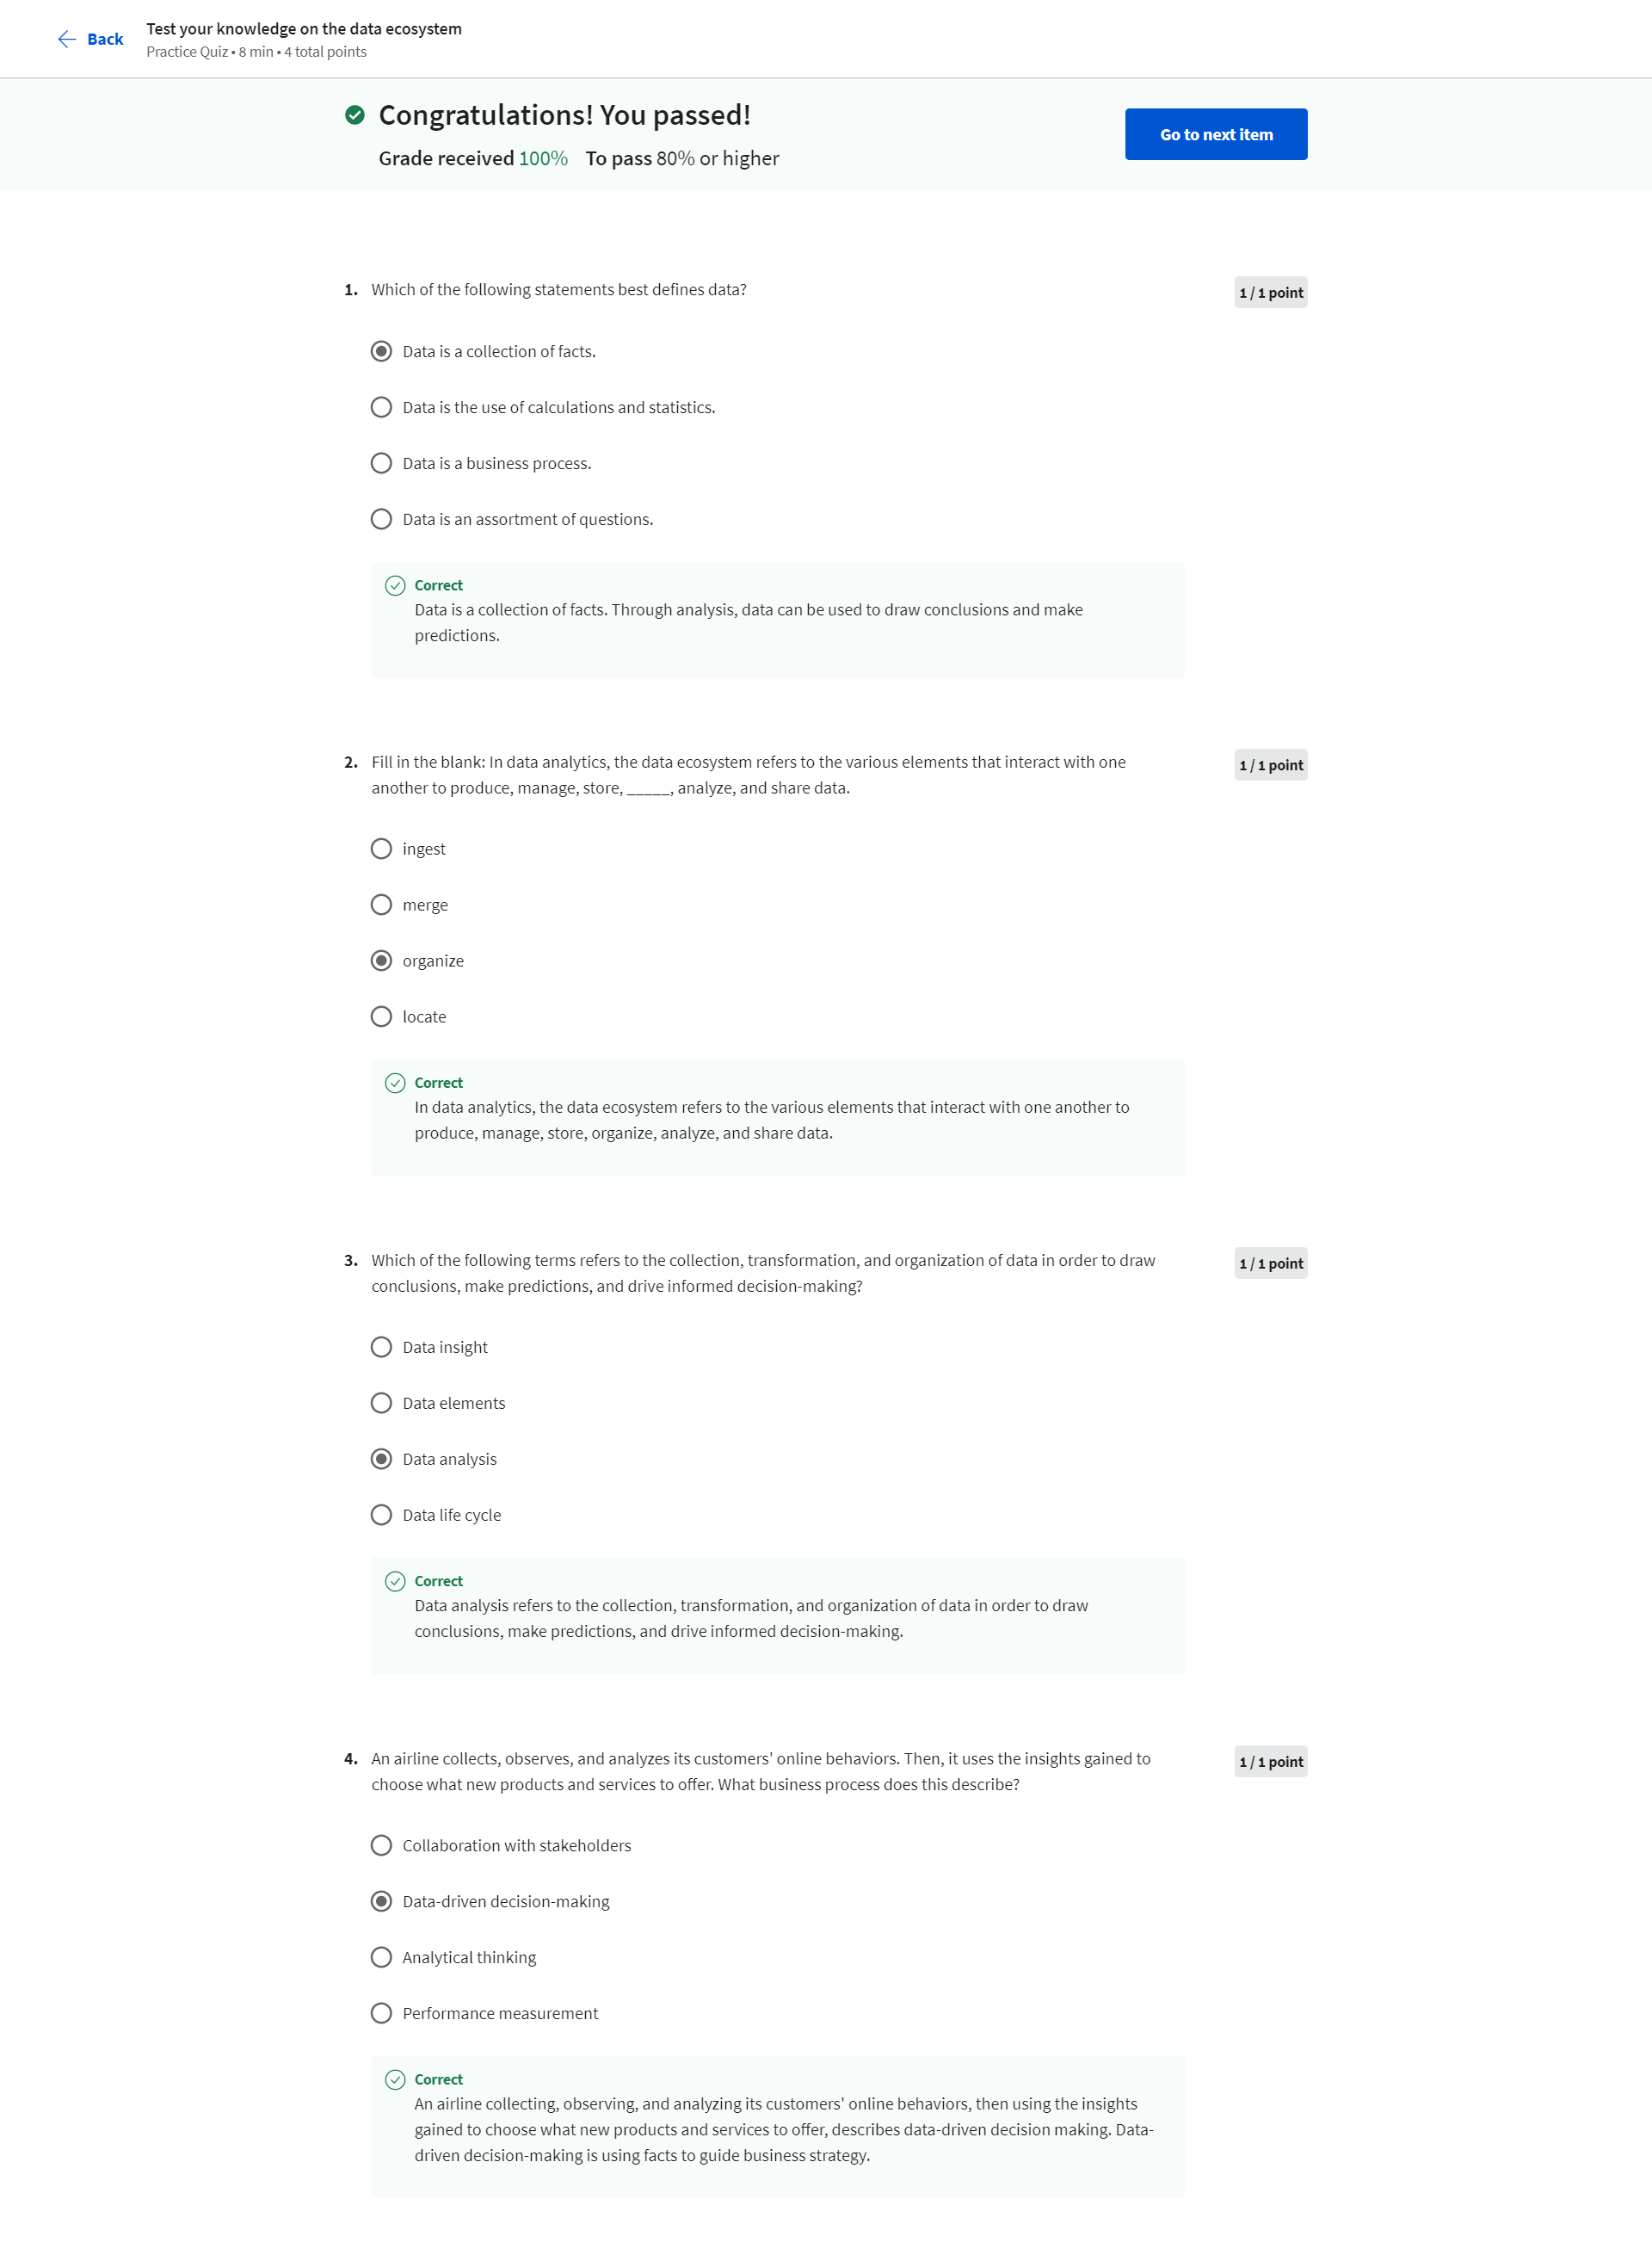 Back
Test your knowledge on the data ecosystem
Practice Quiz • 8 min • 4 total points
Congratulations! You passed!
Grade received 100% To pass 80% or higher
Go to next item
1. Which of the following statements best defines data?
1 / 1 point
Data is a collection of facts.
Data is the use of calculations and statistics.
Data is a business process.
Data is an assortment of questions.
Correct
Data is a collection of facts. Through analysis, data can be used to draw conclusions and make
predictions.
2. Fill in the blank: In data analytics, the data ecosystem refers to the various elements that interact with one
another to produce, manage, store, _____, analyze, and share data.
1 / 1 point
ingest
merge
organize
locate
Correct
In data analytics, the data ecosystem refers to the various elements that interact with one another to
produce, manage, store, organize, analyze, and share data.
3. Which of the following terms refers to the collection, transformation, and organization of data in order to draw
conclusions, make predictions, and drive informed decision-making?
1 / 1 point
Data insight
Data elements
Data analysis
Data life cycle
Correct
Data analysis refers to the collection, transformation, and organization of data in order to draw
conclusions, make predictions, and drive informed decision-making.
4. An airline collects, observes, and analyzes its customers' online behaviors. Then, it uses the insights gained to
choose what new products and services to offer. What business process does this describe?
1 / 1 point
Collaboration with stakeholders
Data-driven decision-making
Analytical thinking
Performance measurement
Correct
An airline collecting, observing, and analyzing its customers' online behaviors, then using the insights
gained to choose what new products and services to offer, describes data-driven decision making. Data-
driven decision-making is using facts to guide business strategy.